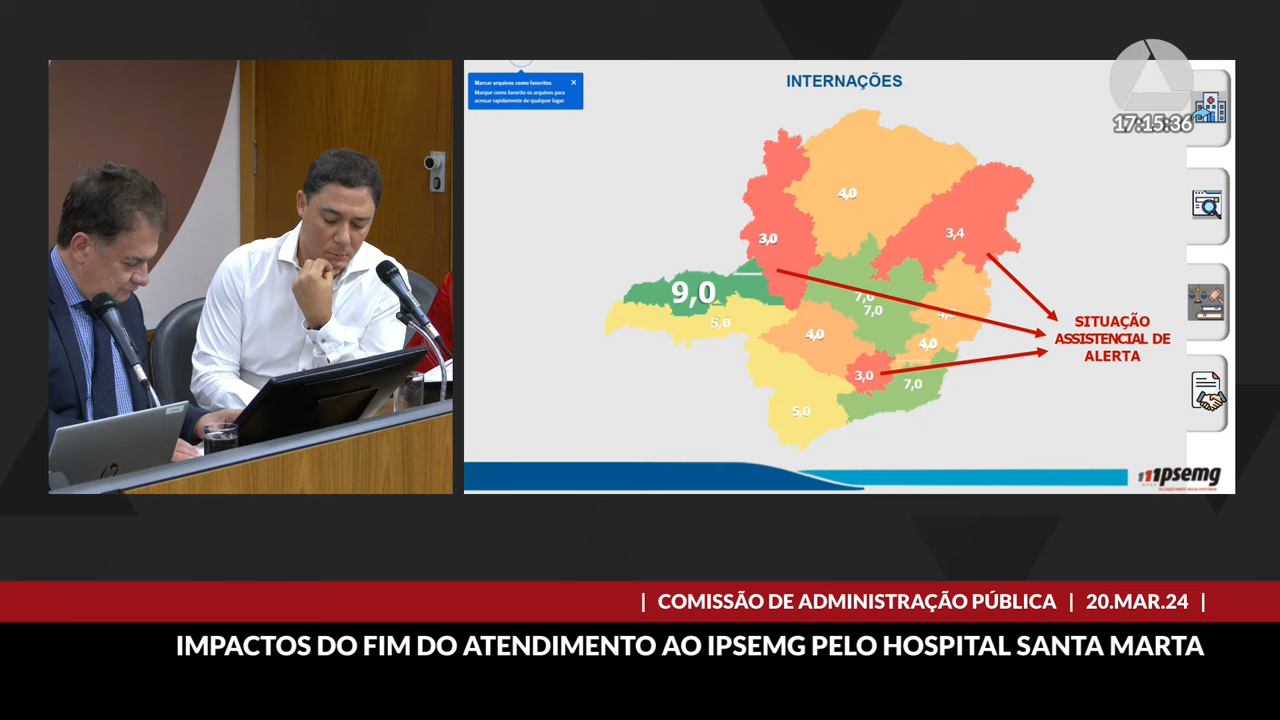 Marcar arquivos como favoritos
Marque como favorito os arquivos para
acessar rapidamente de qualquer lugar.
INTERNAÇÕES
17:15:36
4,0
3,4
3,0
9,0
7,0
7,0
5,0
4,0
4,0
3,0
7,0
5,0
SITUAÇÃO
ASSISTENCIAL DE
ALERTA
ipsemg
| COMISSÃO DE ADMINISTRAÇÃO PÚBLICA | 20.MAR.24 |
IMPACTOS DO FIM DO ATENDIMENTO AO IPSEMG PELO HOSPITAL SANTA MARTA